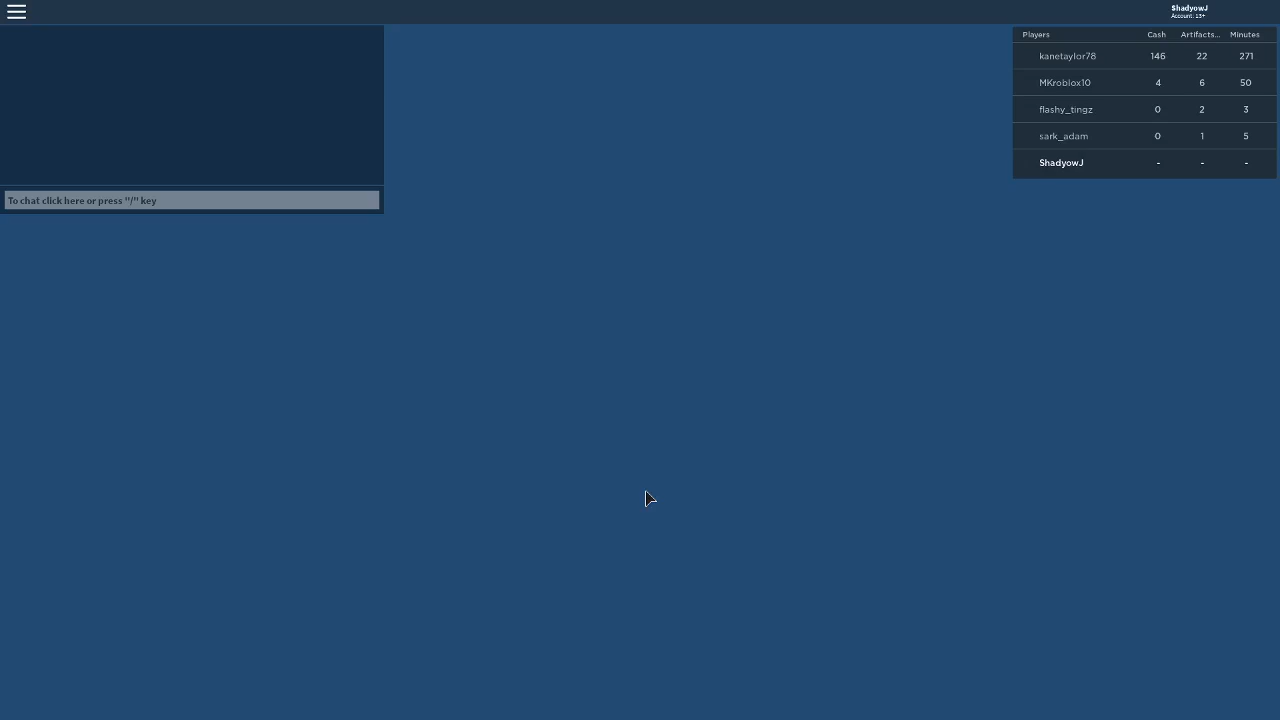 ShadyowJ
Account: 13+
Players Cash Artifacts... Minutes
kanetaylor78 146 22 271
MKroblox10 4 6 50
flashy_tingz 0 2 3
sark_adam 0 1 5
ShadyowJ - - -
To chat click here or press "/" key